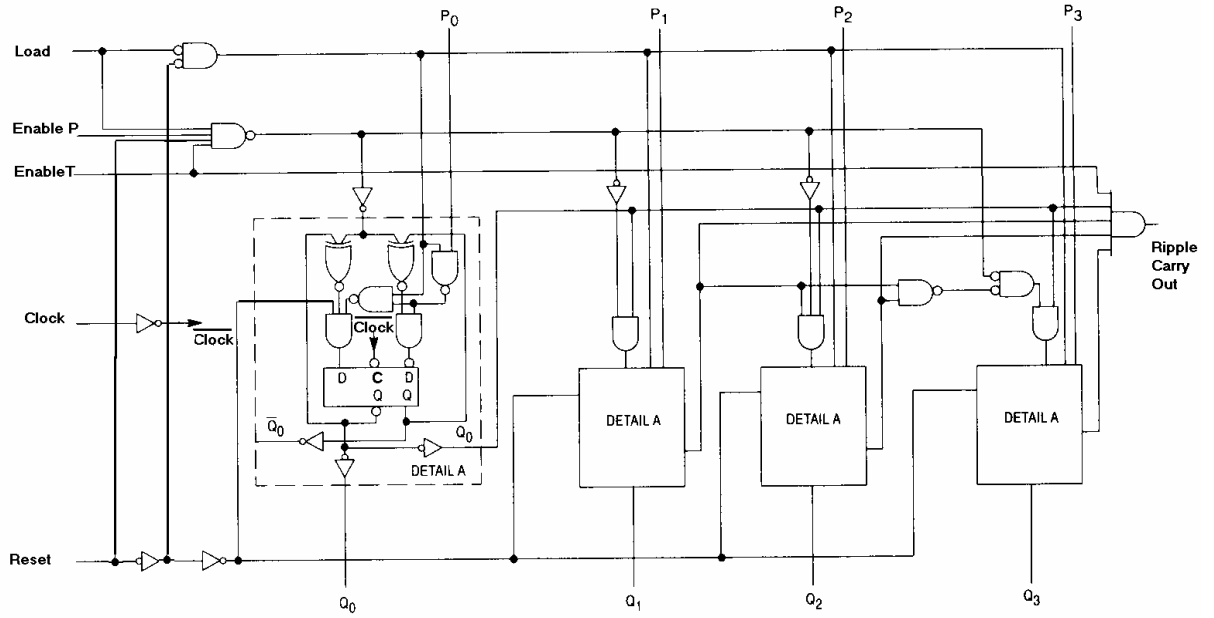 P0
P1
P2
P3
Load
Enable P
EnableT
Ripple
Carry
Out
Clock
Clock
Clock
D C D
Q Q
Q0
Q0
DETAIL A
DETAIL A
DETAIL A
DETAIL A
Reset
Q0
Q1
Q2
Q3